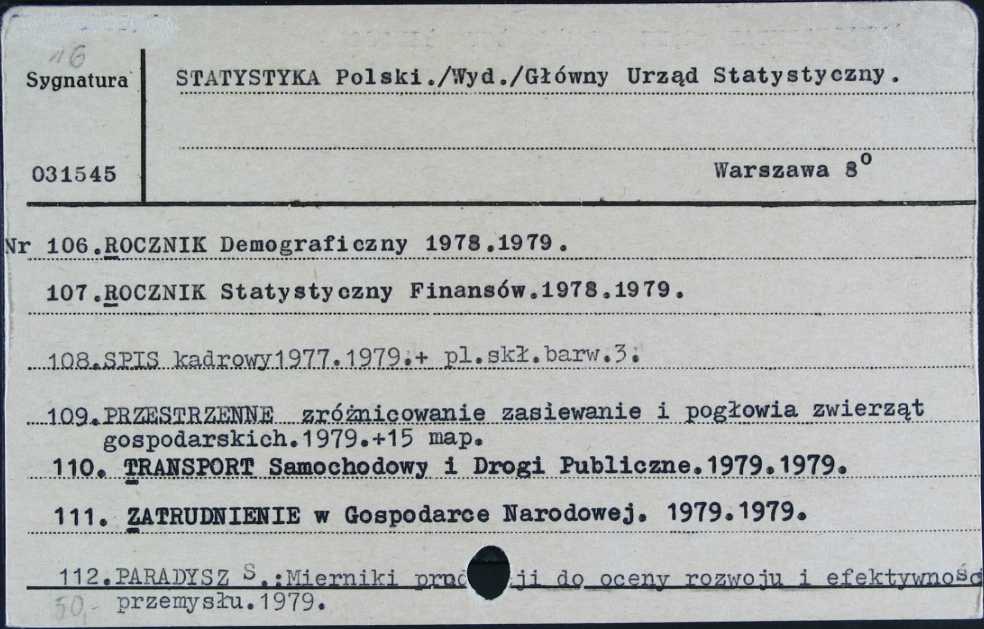 "6
Sygnatura
STATYSTYKA Polski./Wyd./Główny Urząd Statystyczny.
031545
Warszawa 8⁰
Nr 106.ROCZNIK Demograficzny 1978.1979.
107.ROCZNIK Statystyczny Finansów.1978.1979.
108.SPIS kadrowy1977.1979.+ pl.skł.barw.3.
109.PRZESTRZENNE zróżnicowanie zasiewanie i pogłowia zwierząt
gospodarskich.1979.+15 map.
110. TRANSPORT Samochodowy i Drogi Publiczne.1979.1979.
111. ZATRUDNIENIE w Gospodarce Narodowej. 1979.1979.
112.PARADYSZ S.:Mierniki do oceny rozwoju i efektywnośc
przemysłu.1979.
50,-